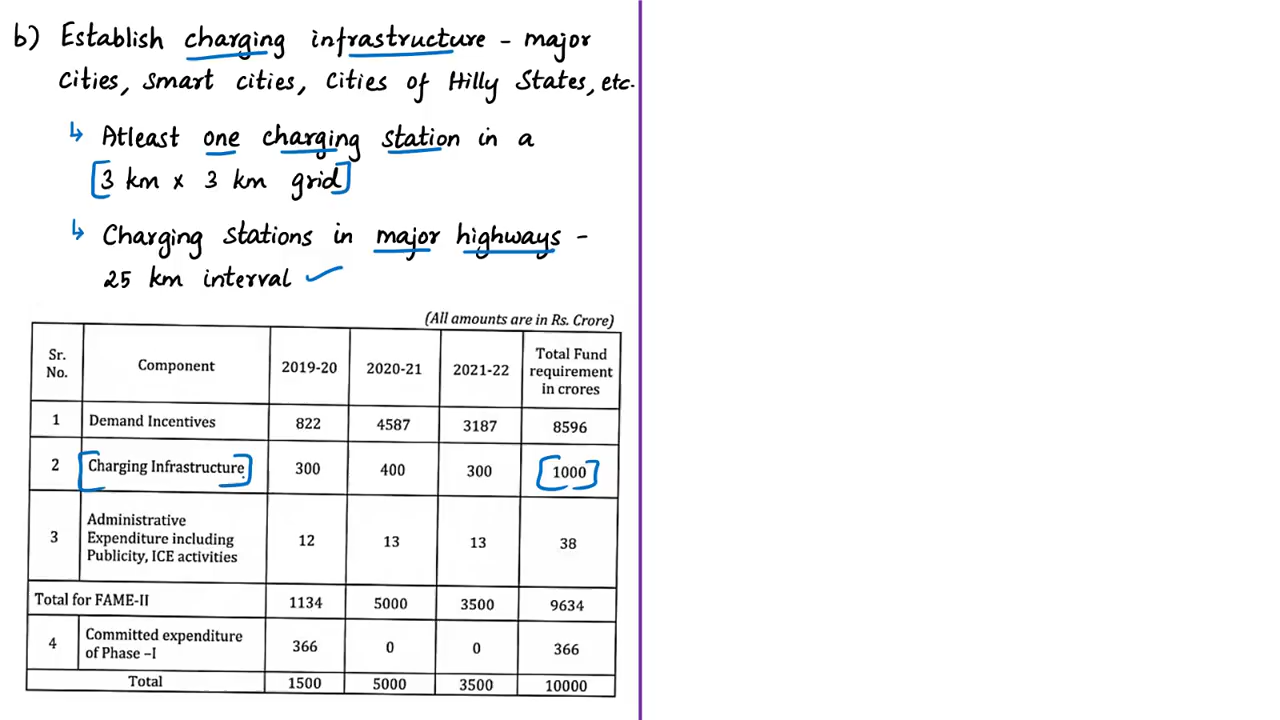 b) Establish charging infrastructure - major
Cities, Smart cities, Cities of Hilly States, etc.
↳ Atleast one charging station in a
[3 km x 3 km grid]
↳ Charging stations in major highways -
25 km interval ✓
(All amounts are in Rs. Crore)
Sr. No. Component 2019-20 2020-21 2021-22 Total Fund requirement in crores
1 Demand Incentives 822 4587 3187 8596
2 [Charging Infrastructure] 300 400 300 [1000]
3 Administrative Expenditure including Publicity, ICE activities 12 13 13 38
Total for FAME-II 1134 5000 3500 9634
4 Committed expenditure of Phase –I 366 0 0 366
Total 1500 5000 3500 10000